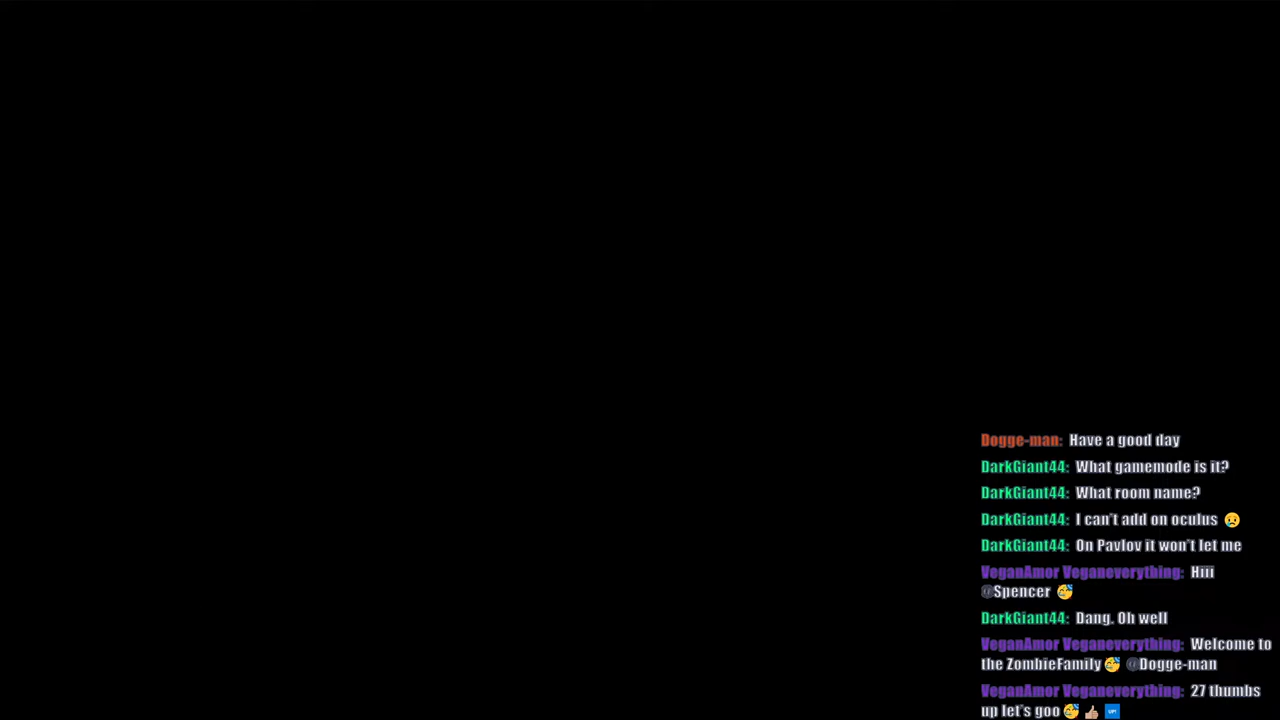 Dogge-man: Have a good day
DarkGiant44: What gamemode is it?
DarkGiant44: What room name?
DarkGiant44: I can't add on oculus 😢
DarkGiant44: On Pavlov it won't let me
VeganAmor Veganeverything: Hiii
@Spencer 🥳
DarkGiant44: Dang. Oh well
VeganAmor Veganeverything: Welcome to
the ZombieFamily 🥳 @Dogge-man
VeganAmor Veganeverything: 27 thumbs
up let's goo 🥳 👍🏼 🆙